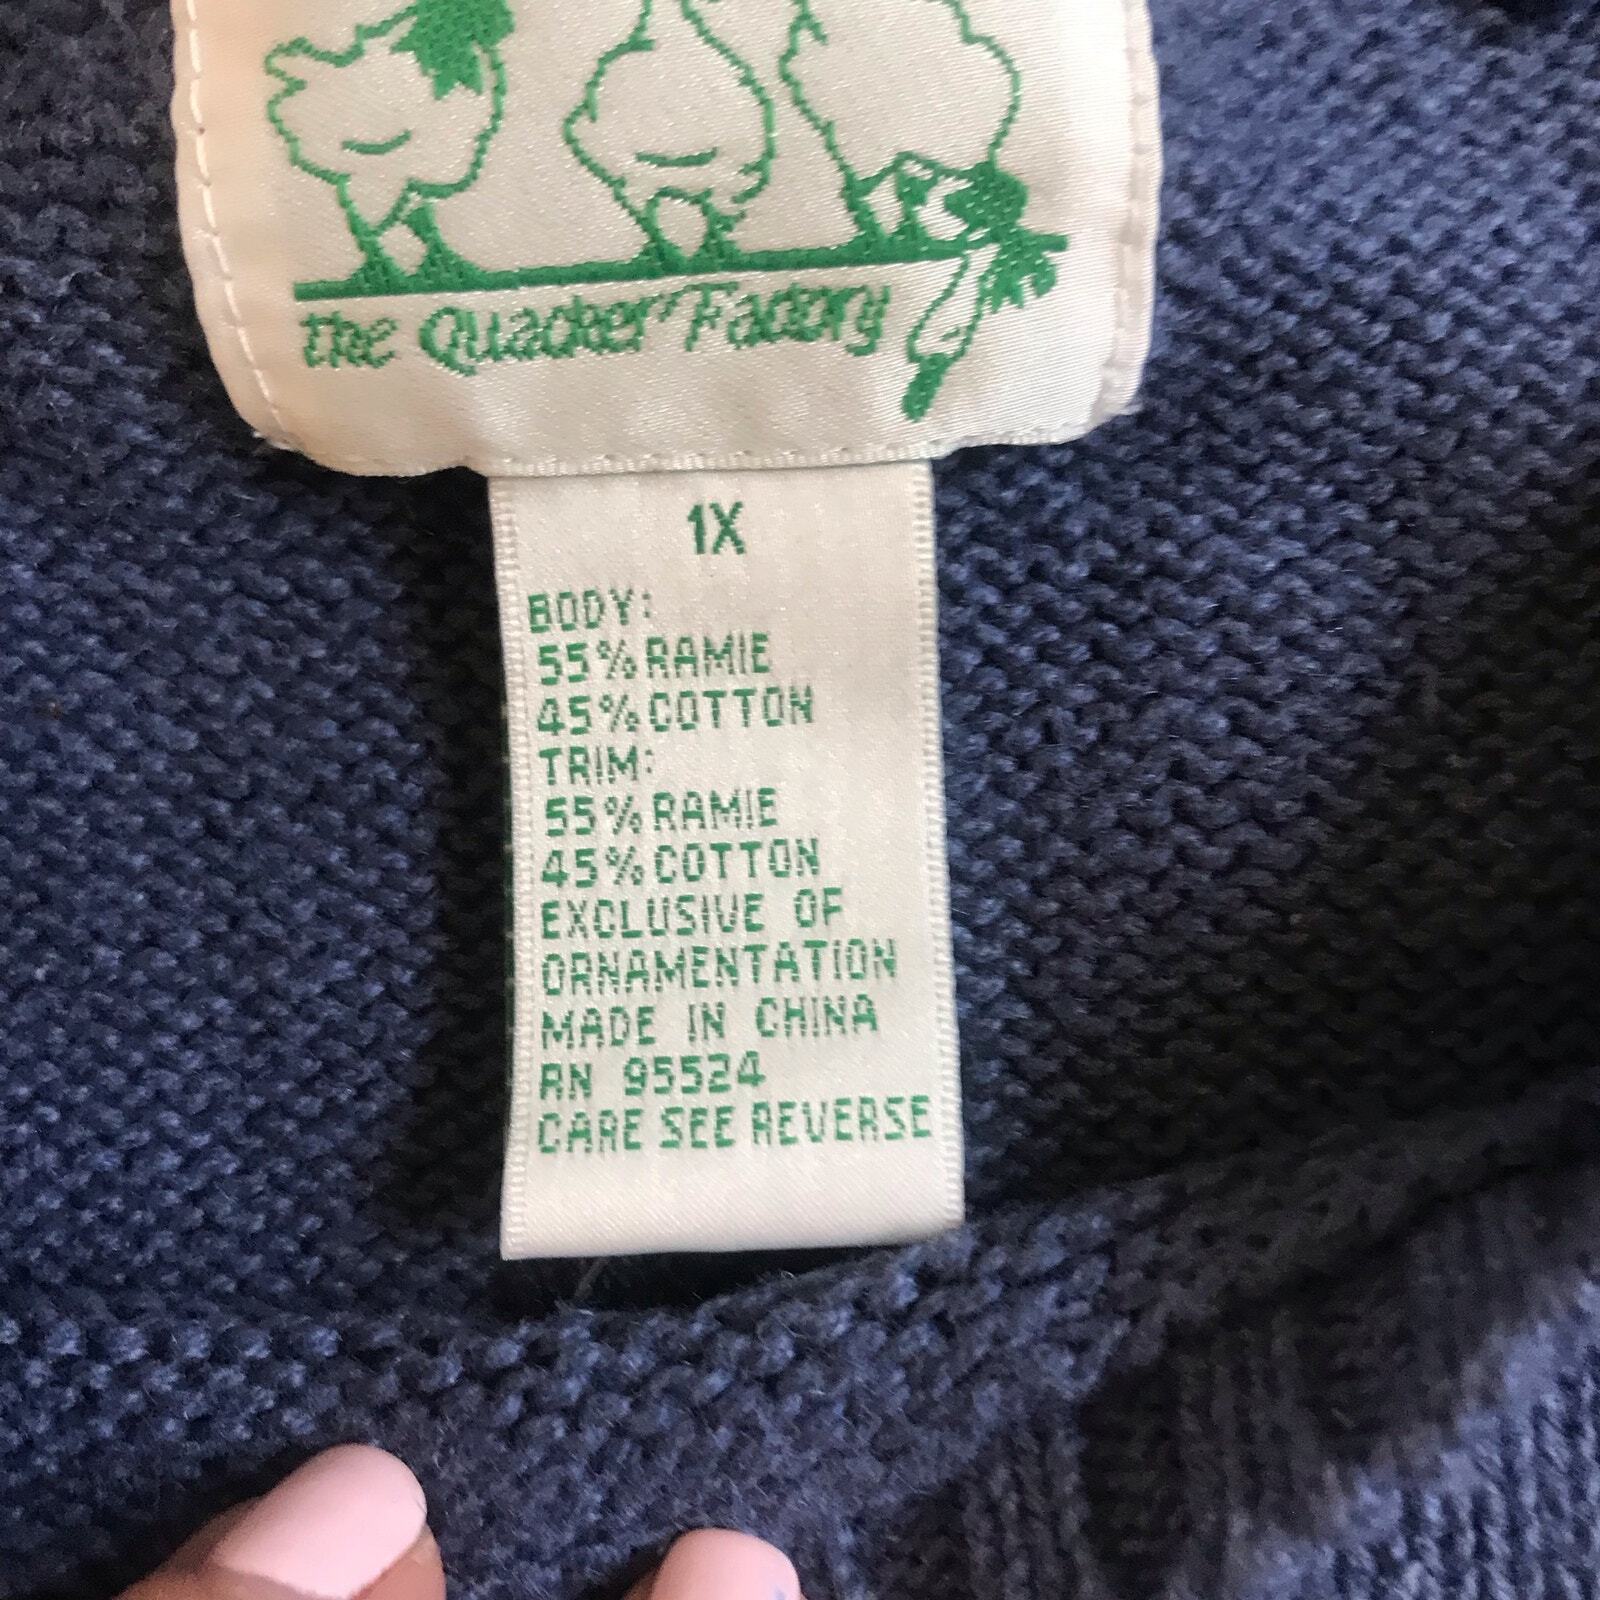 the Quacker Factory
1X
BODY:
55% RAMIE
45% COTTON
TRIM:
55% RAMIE
45% COTTON
EXCLUSIVE OF
ORNAMENTATION
MADE IN CHINA
RN 95524
CARE SEE REVERSE